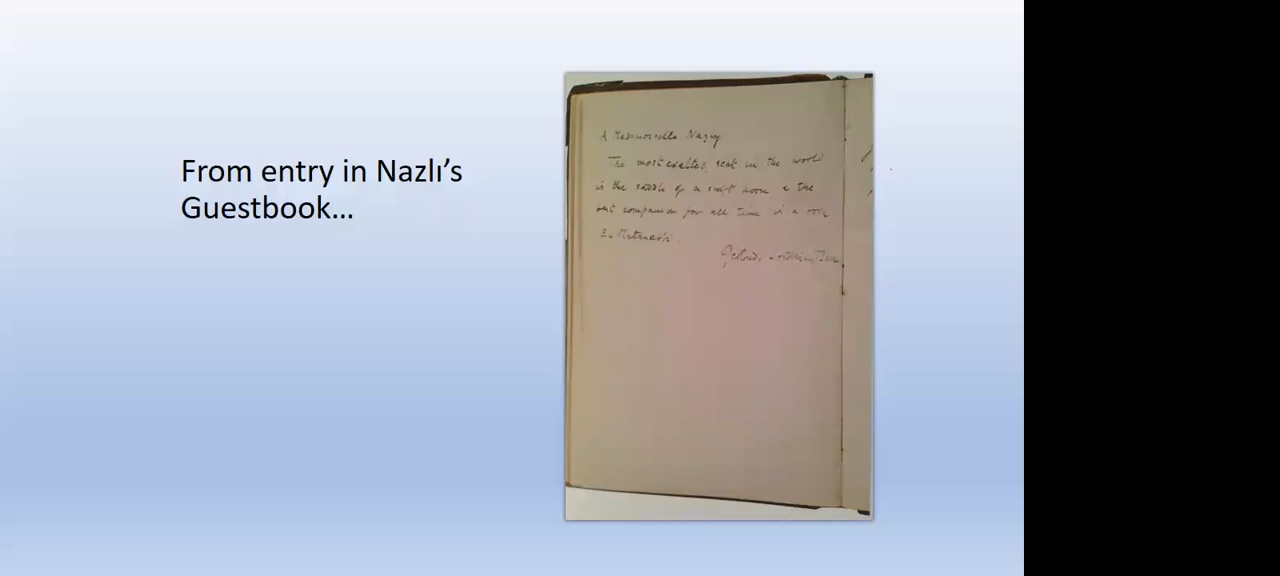 From entry in Nazlı’s
Guestbook…
A Mademoiselle Nazly
The most exalted seat in the world
is the saddle of a swift horse & the
best companion for all time is a book
El Metnabbi.